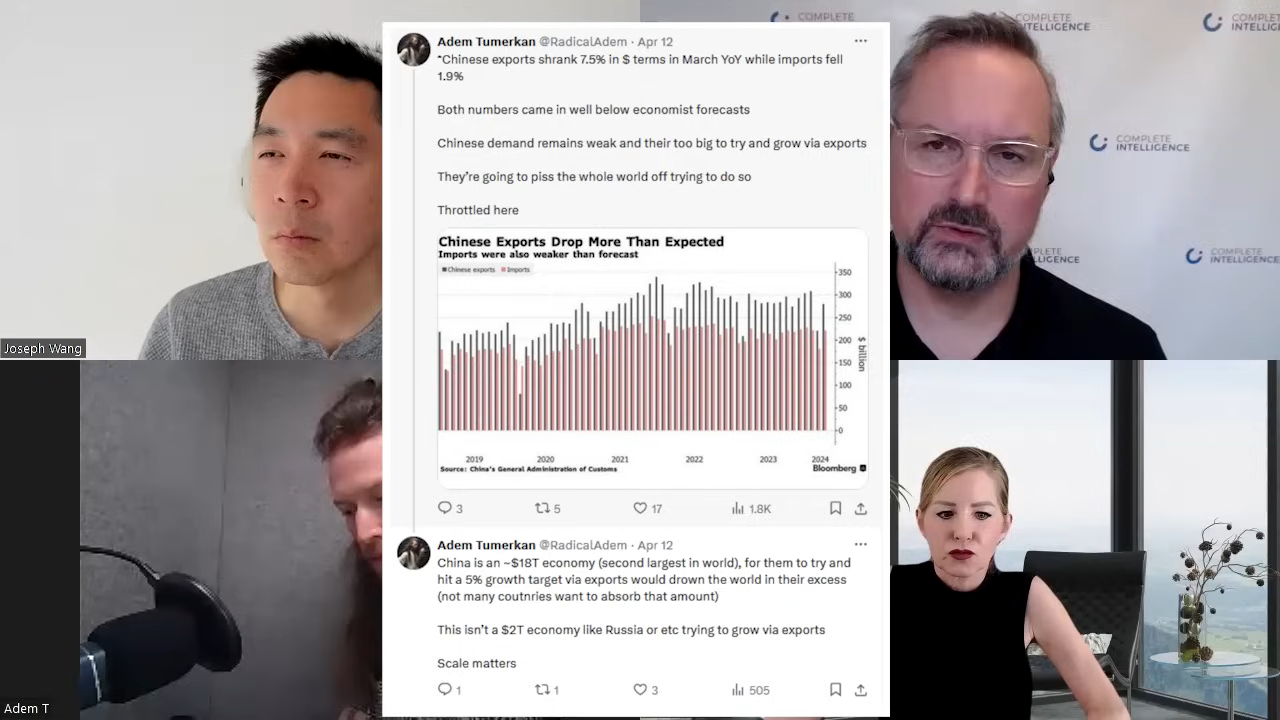 Adem Tumerkan @RadicalAdem · Apr 12
*Chinese exports shrank 7.5% in $ terms in March YoY while imports fell
1.9%
Both numbers came in well below economist forecasts
Chinese demand remains weak and their too big to try and grow via exports
They're going to piss the whole world off trying to do so
Throttled here
Chinese Exports Drop More Than Expected
Imports were also weaker than forecast
Chinese exports Imports
350
300
250
200
150
100
50
0
$ billion
2019 2020 2021 2022 2023 2024
Source: China's General Administration of Customs
Bloomberg
3 5 17 1.8K
Adem Tumerkan @RadicalAdem · Apr 12
China is an ~$18T economy (second largest in world), for them to try and
hit a 5% growth target via exports would drown the world in their excess
(not many coutnries want to absorb that amount)
This isn't a $2T economy like Russia or etc trying to grow via exports
Scale matters
1 1 3 505
Joseph Wang
Adem T
COMPLETE
COMPLETE
INTELLIGENCE
COMPLETE
INTELLIGENCE
COMPLETE
INTELLIGENCE
COMPLETE
INTELLIGENCE